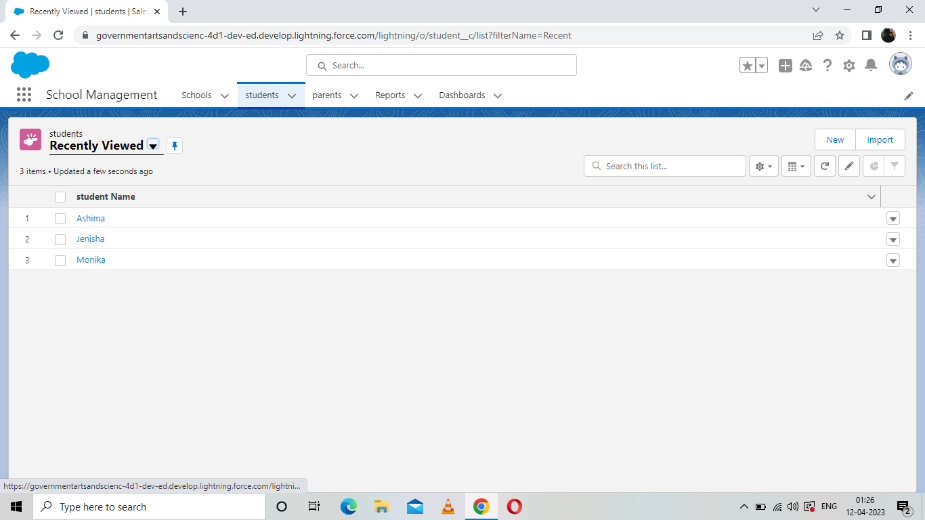 Recently Viewed | students | Sale
governmentartsandscienc-4d1-dev-ed.develop.lightning.force.com/lightning/o/student__c/list?filterName=Recent
Search...
School Management
Schools
students
parents
Reports
Dashboards
students
Recently Viewed
New
Import
3 items • Updated a few seconds ago
Search this list...
student Name
1 Ashima
2 Jenisha
3 Monika
https://governmentartsandscienc-4d1-dev-ed.develop.lightning.force.com/lightni...
Type here to search
ENG
01:26
12-04-2023
2